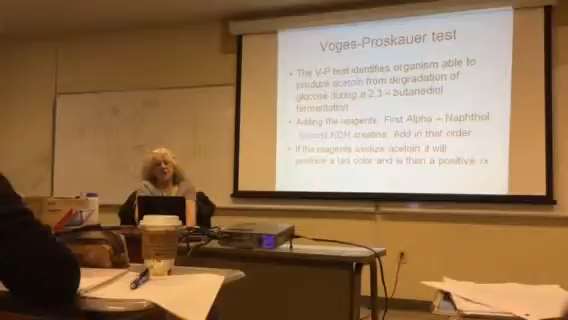 Voges-Proskauer test
• The V-P test identifies organism able to
produce acetoin from degradation of
glucose during a 2,3 – butanediol
fermentation
• Adding the reagents. First Alpha – Naphthol
second KOH creatine. Add in that order
• If the reagents oxidize acetoin it will
produce a red color and is then a positive rx